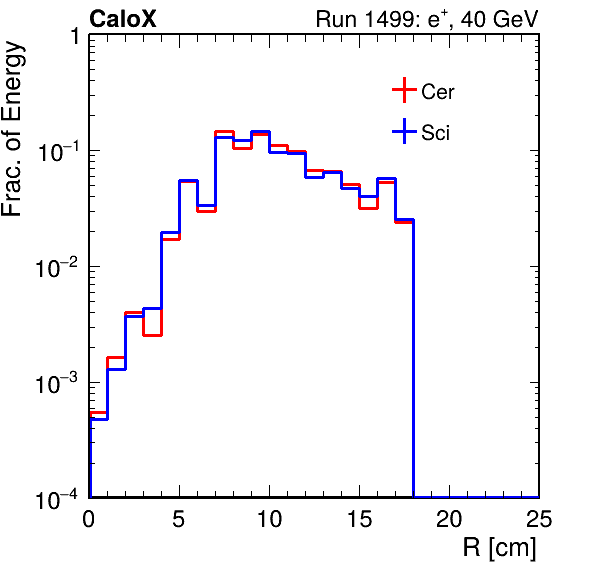 CaloX Run 1499: e⁺, 40 GeV
Frac. of Energy
1
10⁻¹
10⁻²
10⁻³
10⁻⁴
Cer
Sci
0 5 10 15 20 25
R [cm]